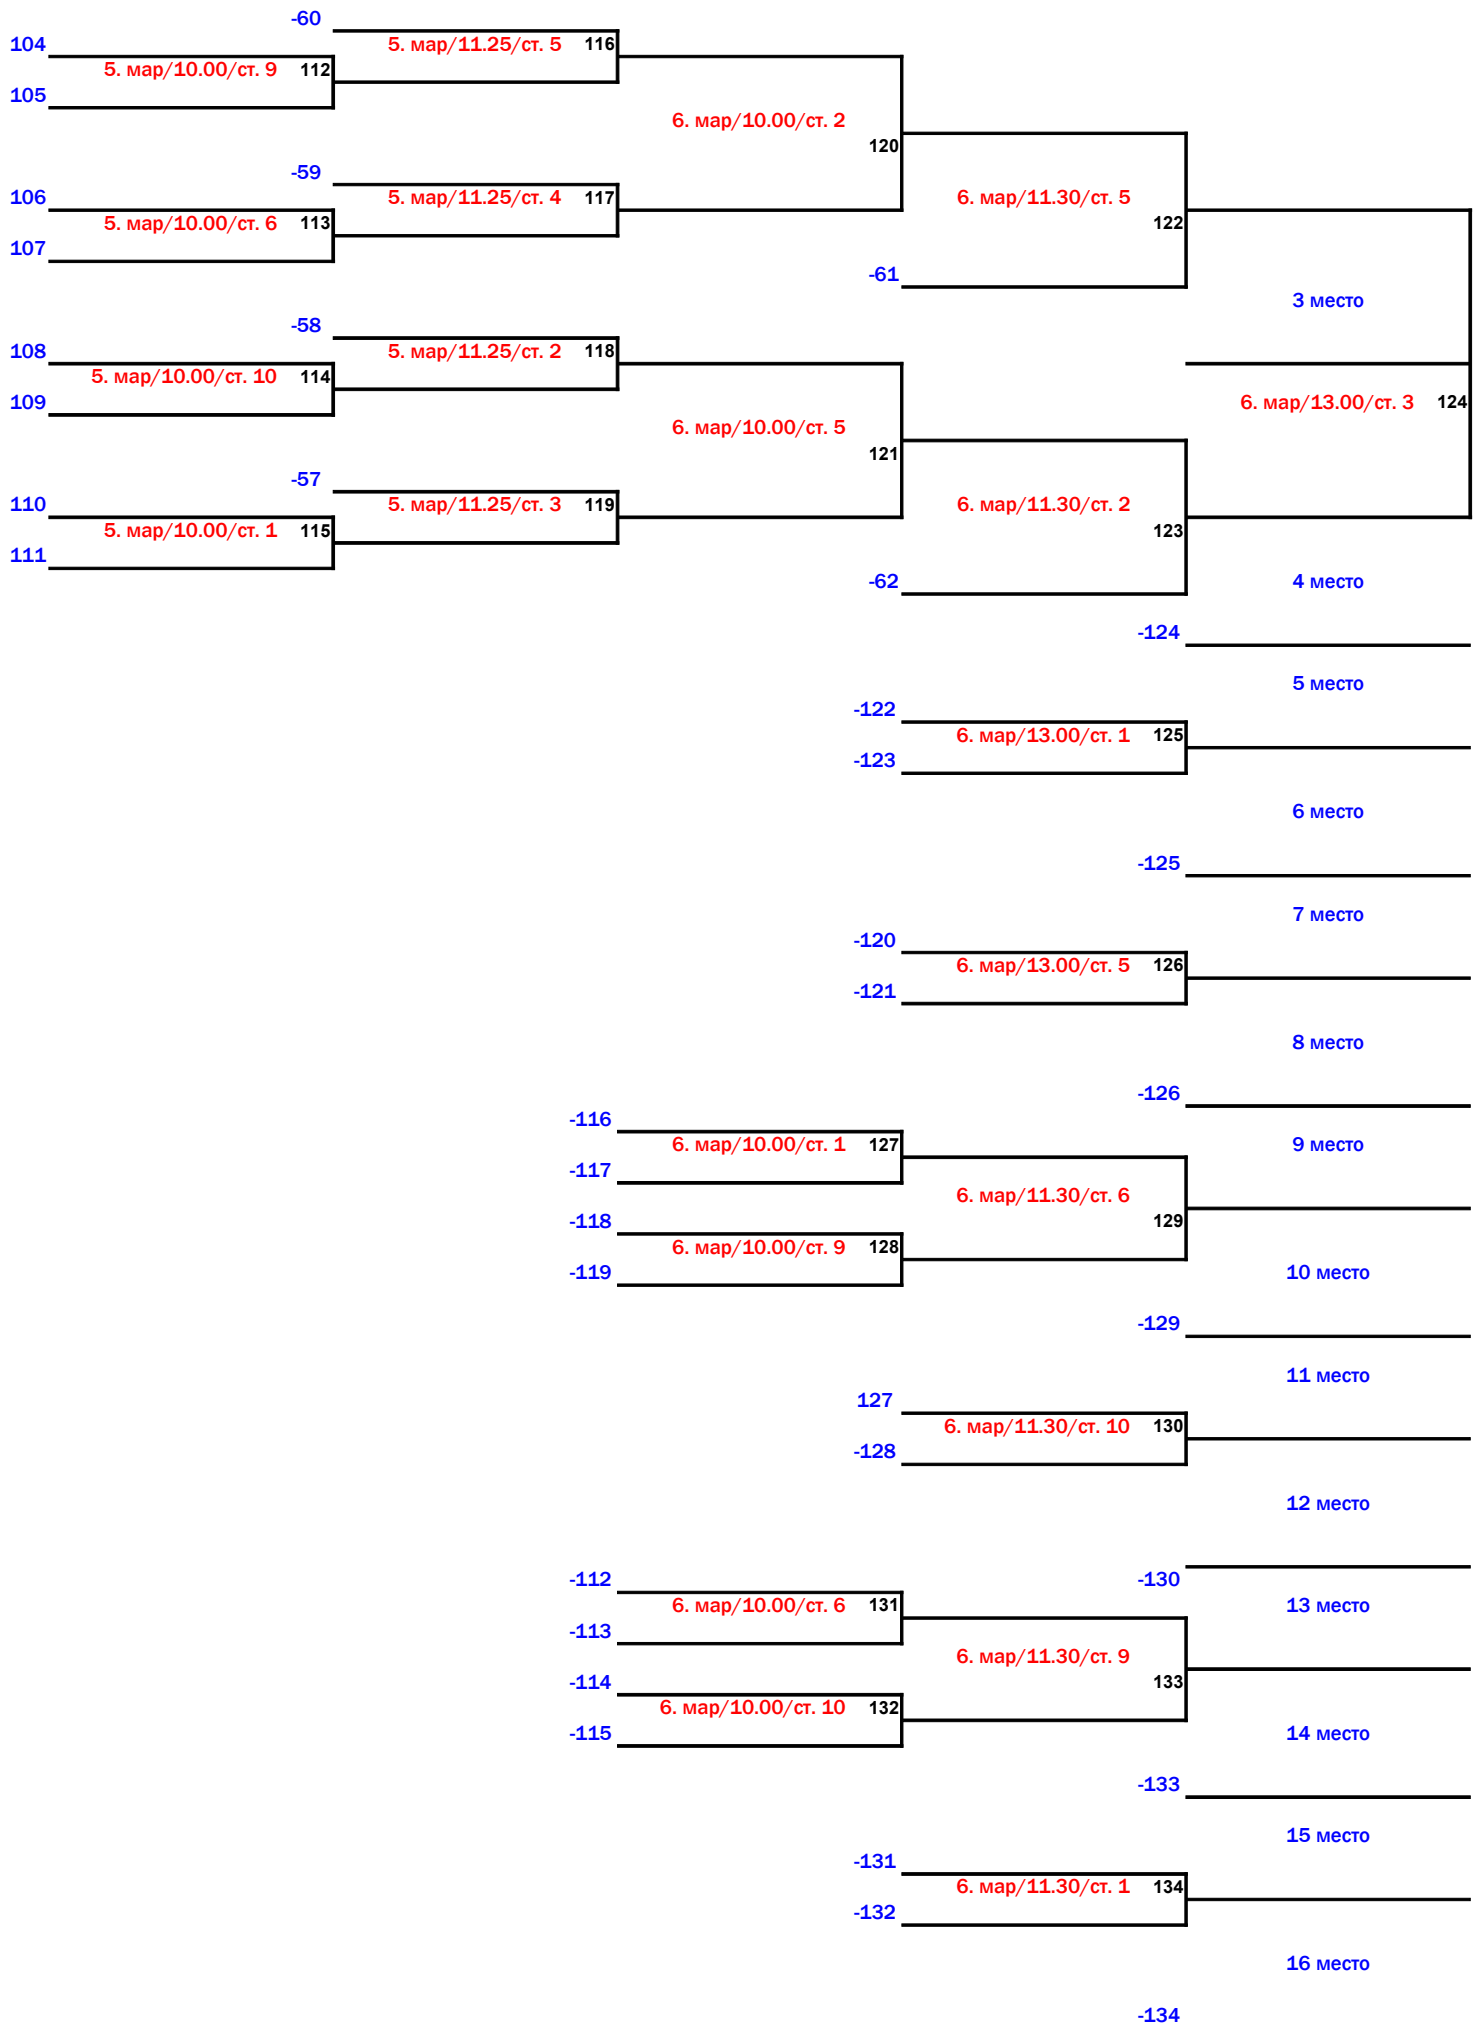 -60
104
5. мар/11.25/ст. 5 116
5. мар/10.00/ст. 9 112
105
6. мар/10.00/ст. 2
120
-59
106
5. мар/11.25/ст. 4 117
6. мар/11.30/ст. 5
5. мар/10.00/ст. 6 113
122
107
-61
3 место
-58
108
5. мар/11.25/ст. 2 118
5. мар/10.00/ст. 10 114
109
6. мар/13.00/ст. 3 124
6. мар/10.00/ст. 5
121
-57
110
5. мар/11.25/ст. 3 119
6. мар/11.30/ст. 2
5. мар/10.00/ст. 1 115
123
111
-62
4 место
-124
5 место
-122
6. мар/13.00/ст. 1 125
-123
6 место
-125
7 место
-120
6. мар/13.00/ст. 5 126
-121
8 место
-126
-116
6. мар/10.00/ст. 1 127
9 место
-117
6. мар/11.30/ст. 6
-118
129
6. мар/10.00/ст. 9 128
-119
10 место
-129
11 место
127
6. мар/11.30/ст. 10 130
-128
12 место
-112
-130
6. мар/10.00/ст. 6 131
13 место
-113
6. мар/11.30/ст. 9
-114
133
6. мар/10.00/ст. 10 132
-115
14 место
-133
15 место
-131
6. мар/11.30/ст. 1 134
-132
16 место
-134